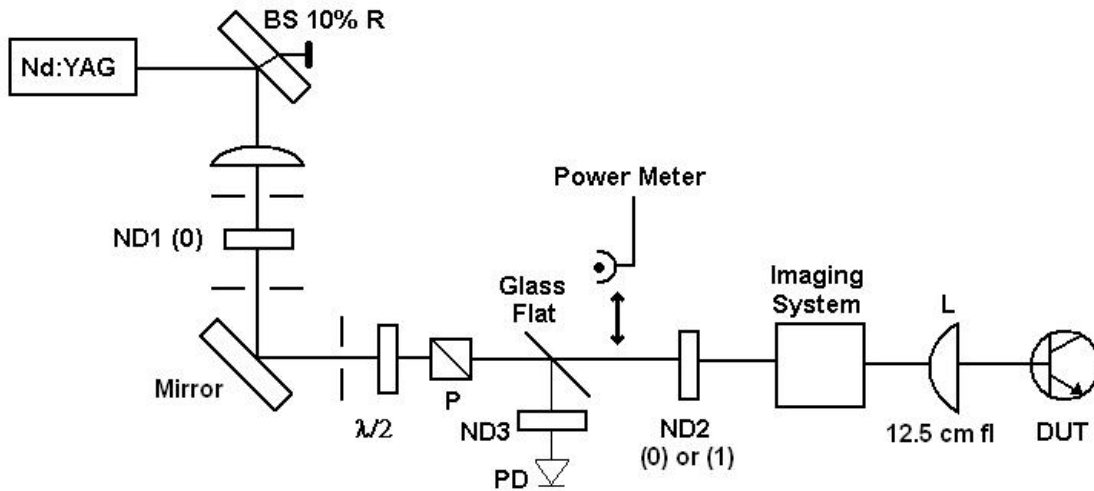 BS 10% R
Nd:YAG
Power Meter
ND1 (0)
Glass
Flat
Imaging
System
L
Mirror
λ/2
P
ND3
PD
ND2
(0) or (1)
12.5 cm fl
DUT